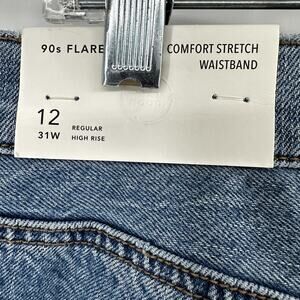 90s FLARE
COMFORT STRETCH
WAISTBAND
12
31W
REGULAR
HIGH RISE